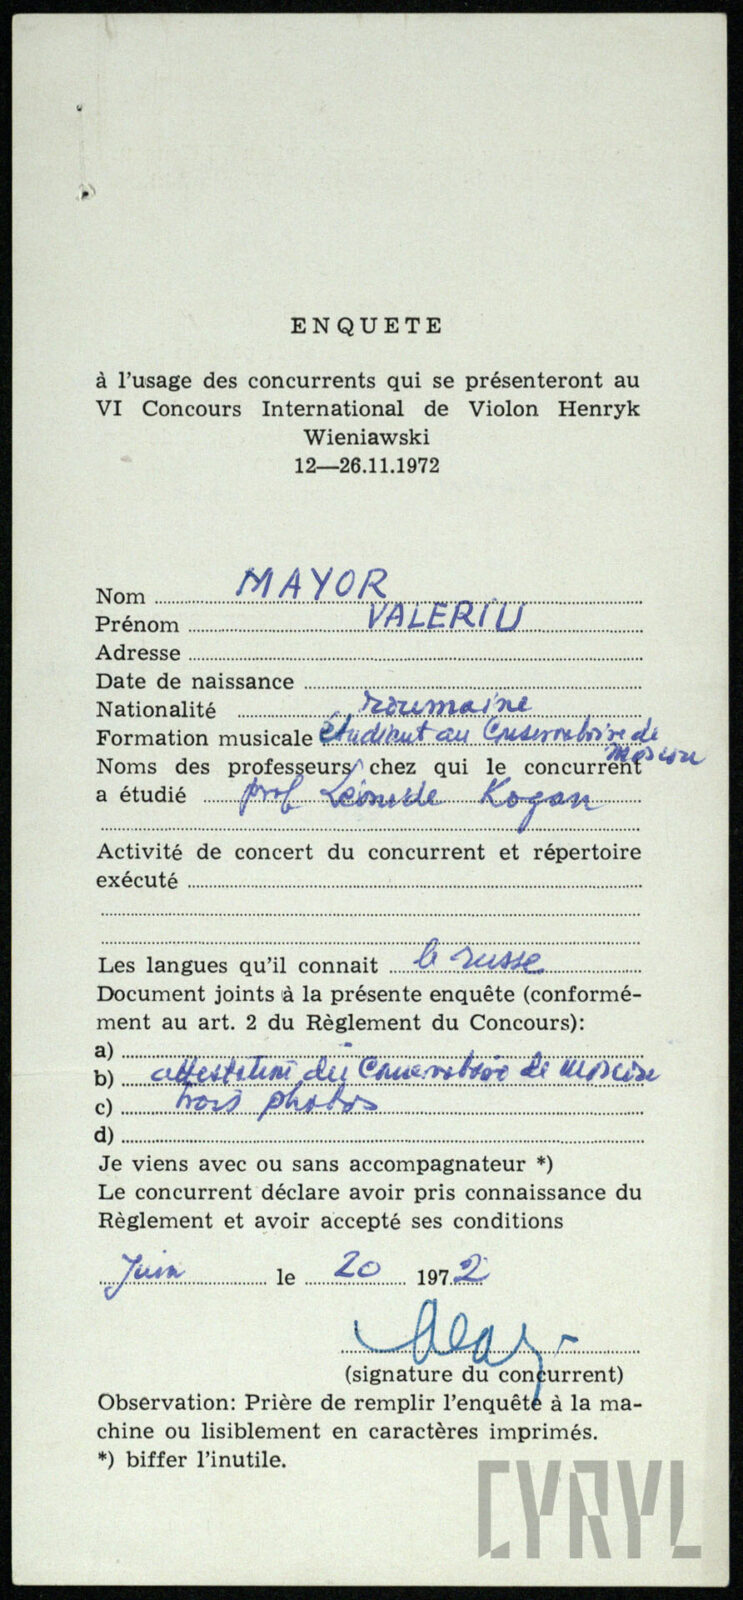 ENQUETE
à l'usage des concurrents qui se présenteront au
VI Concours International de Violon Henryk
Wieniawski
12—26.11.1972
Nom MAYOR
Prénom VALERIU
Adresse
Date de naissance
Nationalité roumaine
Formation musicale étudiant au Conservatoire de
Moscou
Noms des professeurs chez qui le concurrent
a étudié prof Léonide Kogan
Activité de concert du concurrent et répertoire
exécuté
Les langues qu'il connait le russe
Document joints à la présente enquête (conformé-
ment au art. 2 du Règlement du Concours):
a)
b) attestation du Conservatoire de Moscou
c) trois photos
d)
Je viens avec ou sans accompagnateur *)
Le concurrent déclare avoir pris connaissance du
Règlement et avoir accepté ses conditions
Juin le 20 1972
(signature du concurrent)
Observation: Prière de remplir l'enquête à la ma-
chine ou lisiblement en caractères imprimés.
*) biffer l'inutile.
CYRYL